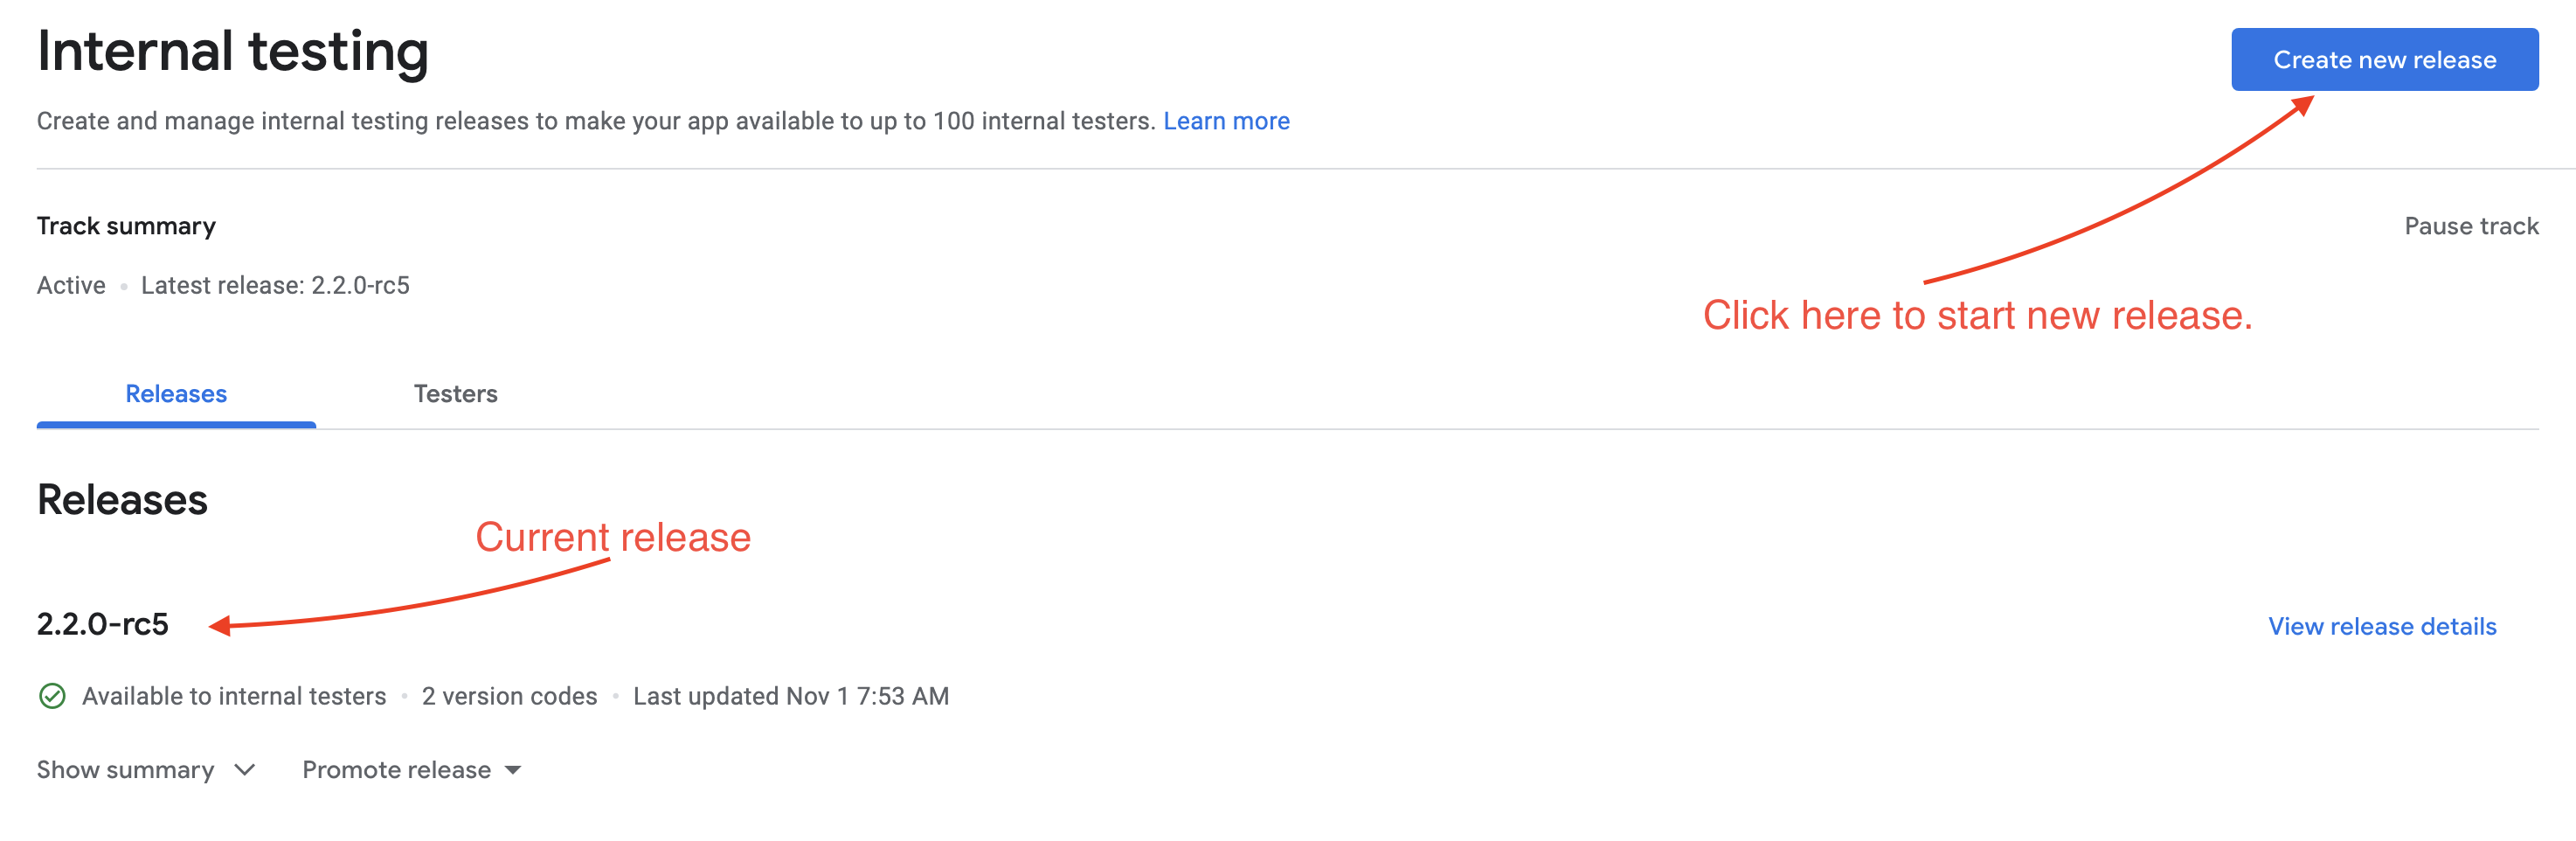 Internal testing
Create new release
Create and manage internal testing releases to make your app available to up to 100 internal testers. Learn more
Track summary
Pause track
Active • Latest release: 2.2.0-rc5
Click here to start new release.
Releases
Testers
Releases
Current release
2.2.0-rc5
View release details
Available to internal testers • 2 version codes • Last updated Nov 1 7:53 AM
Show summary
Promote release